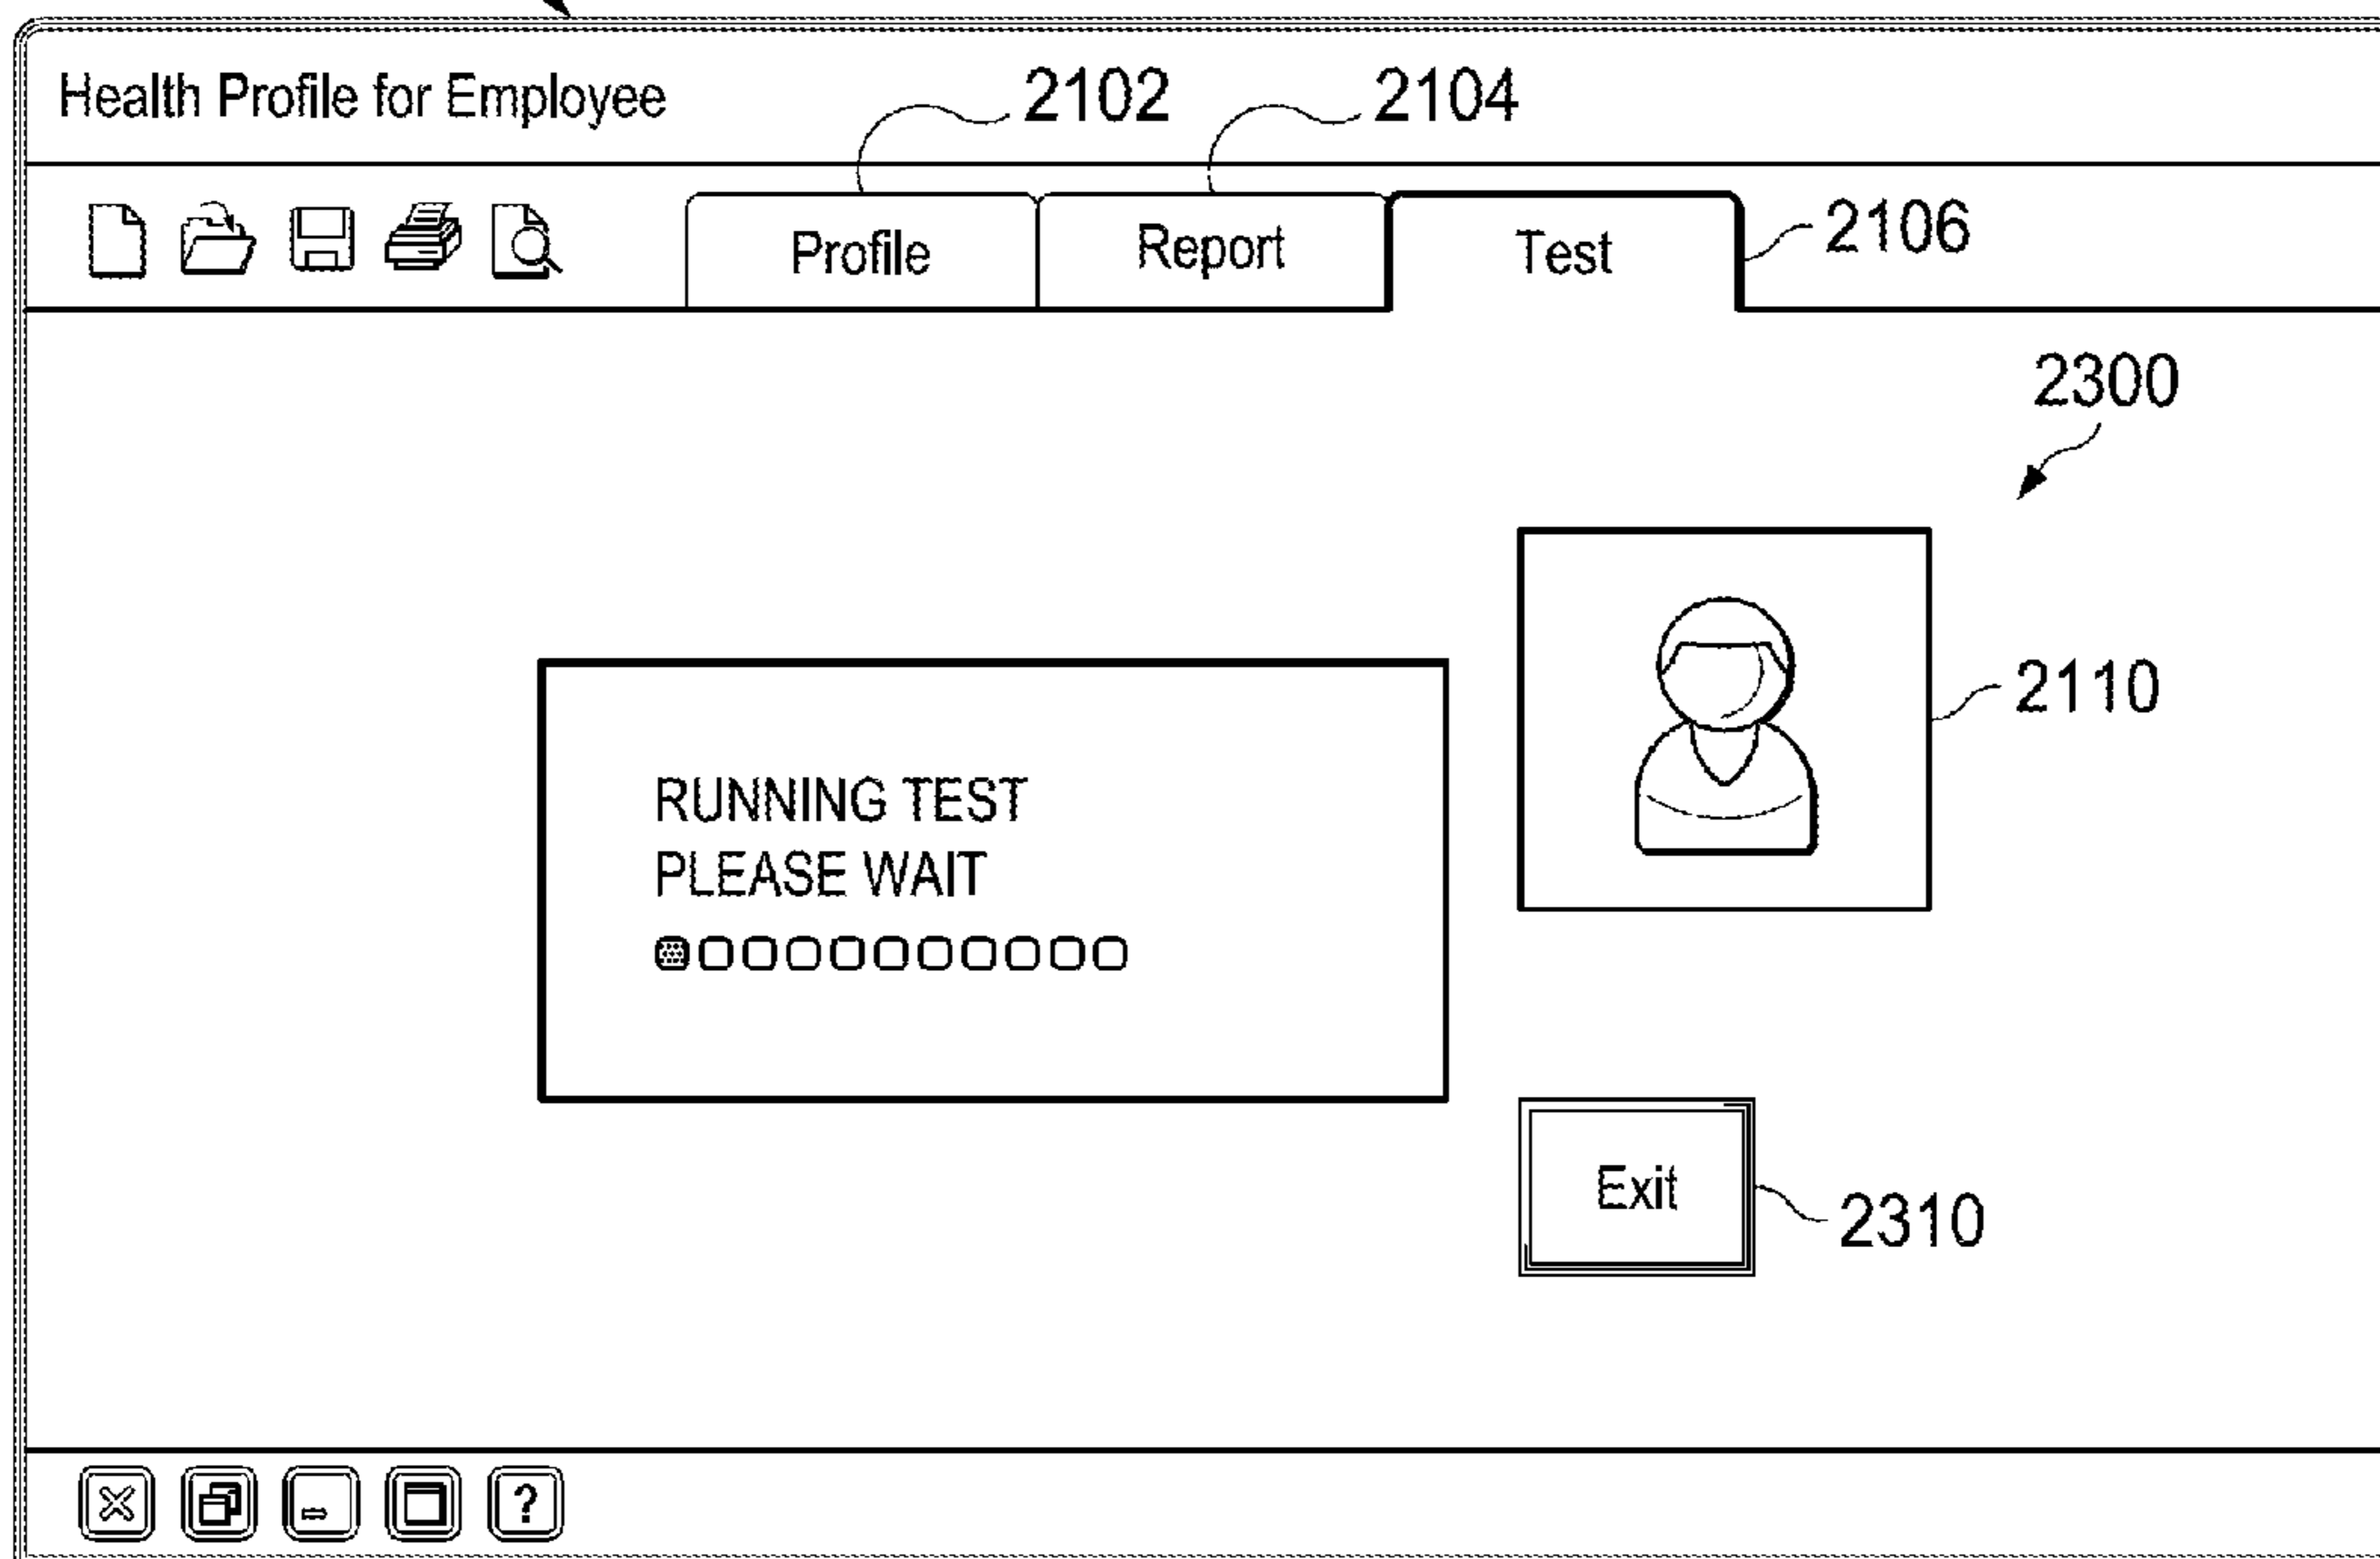 Health Profile for Employee
2102
2104
Profile
Report
Test
2106
2300
2110
RUNNING TEST
PLEASE WAIT
Exit
2310
?